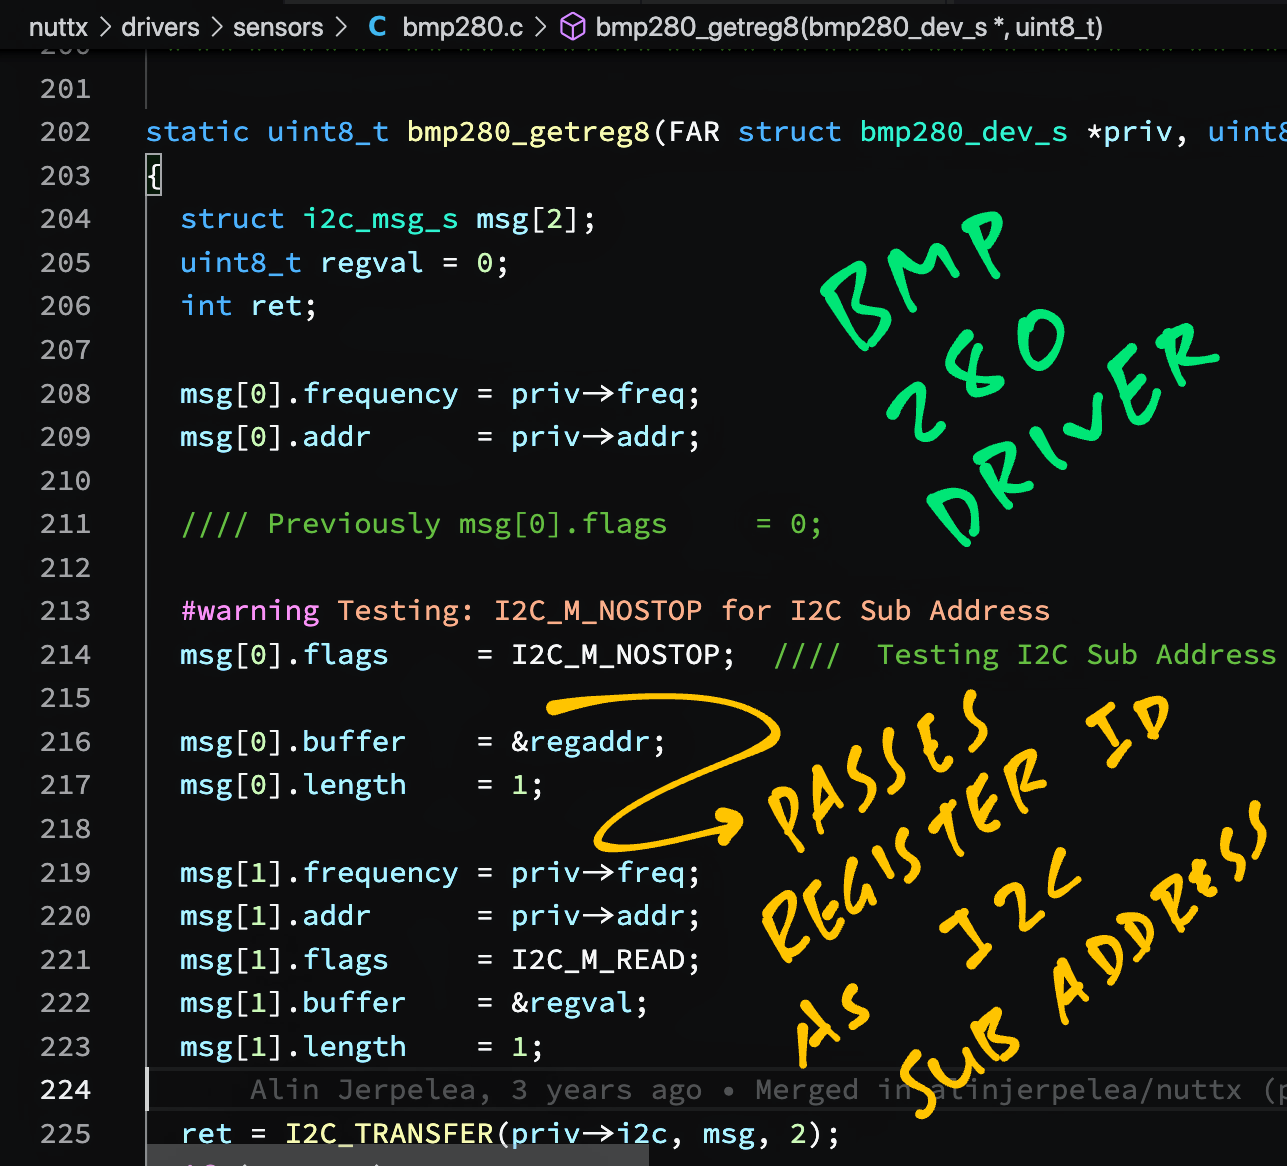 nuttx > drivers > sensors > C bmp280.c > bmp280_getreg8(bmp280_dev_s *, uint8_t)
201
202 static uint8_t bmp280_getreg8(FAR struct bmp280_dev_s *priv, uint8
203 {
204 struct i2c_msg_s msg[2];
205 uint8_t regval = 0;
206 int ret;
207
208 msg[0].frequency = priv->freq;
209 msg[0].addr = priv->addr;
210
211 //// Previously msg[0].flags = 0;
212
213 #warning Testing: I2C_M_NOSTOP for I2C Sub Address
214 msg[0].flags = I2C_M_NOSTOP; //// Testing I2C Sub Address
215
216 msg[0].buffer = &regaddr;
217 msg[0].length = 1;
218
219 msg[1].frequency = priv->freq;
220 msg[1].addr = priv->addr;
221 msg[1].flags = I2C_M_READ;
222 msg[1].buffer = &regval;
223 msg[1].length = 1;
224 Alin Jerpelea, 3 years ago • Merged in alinjerpelea/nuttx (p
225 ret = I2C_TRANSFER(priv->i2c, msg, 2);
BMP
280
DRIVER
PASSES
REGISTER ID
AS I2C
SUB ADDRESS